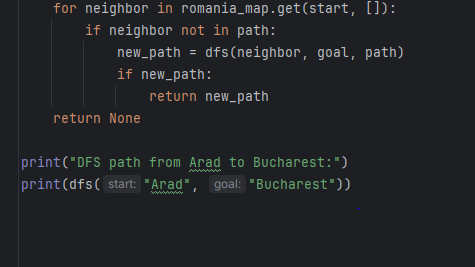 for neighbor in romania_map.get(start, []):
if neighbor not in path:
new_path = dfs(neighbor, goal, path)
if new_path:
return new_path
return None
print("DFS path from Arad to Bucharest:")
print(dfs( start: "Arad", goal: "Bucharest"))